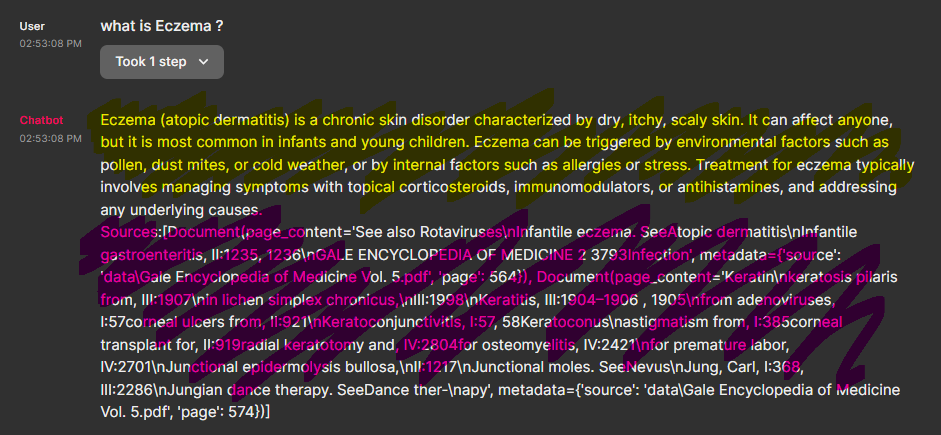 User
what is Eczema ?
02:53:08 PM
Took 1 step
Chatbot
02:53:08 PM
Eczema (atopic dermatitis) is a chronic skin disorder characterized by dry, itchy, scaly skin. It can affect anyone,
but it is most common in infants and young children. Eczema can be triggered by environmental factors such as
pollen, dust mites, or cold weather, or by internal factors such as allergies or stress. Treatment for eczema typically
involves managing symptoms with topical corticosteroids, immunomodulators, or antihistamines, and addressing
any underlying causes.
Sources:[Document(page_content='See also Rotaviruses\nInfantile eczema. SeeAtopic dermatitis\nInfantile
gastroenteritis, II:1235, 1236\nGALE ENCYCLOPEDIA OF MEDICINE 2 3793Infection', metadata={'source':
'data\Gale Encyclopedia of Medicine Vol. 5.pdf', 'page': 564}), Document(page_content='Keratin\nkeratosis pilaris
from, III:1907\nin lichen simplex chronicus,\nIII:1998\nKeratitis, III:1904–1906 , 1905\nfrom adenoviruses,
I:57corneal ulcers from, II:921\nKeratoconjunctivitis, I:57, 58Keratoconus\nastigmatism from, I:385corneal
transplant for, II:919radial keratotomy and, IV:2804for osteomyelitis, IV:2421\nfor premature labor,
IV:2701\nJunctional epidermolysis bullosa,\nII:1217\nJunctional moles. SeeNevus\nJung, Carl, I:368,
III:2286\nJungian dance therapy. SeeDance ther-\napy', metadata={'source': 'data\Gale Encyclopedia of Medicine
Vol. 5.pdf', 'page': 574})]